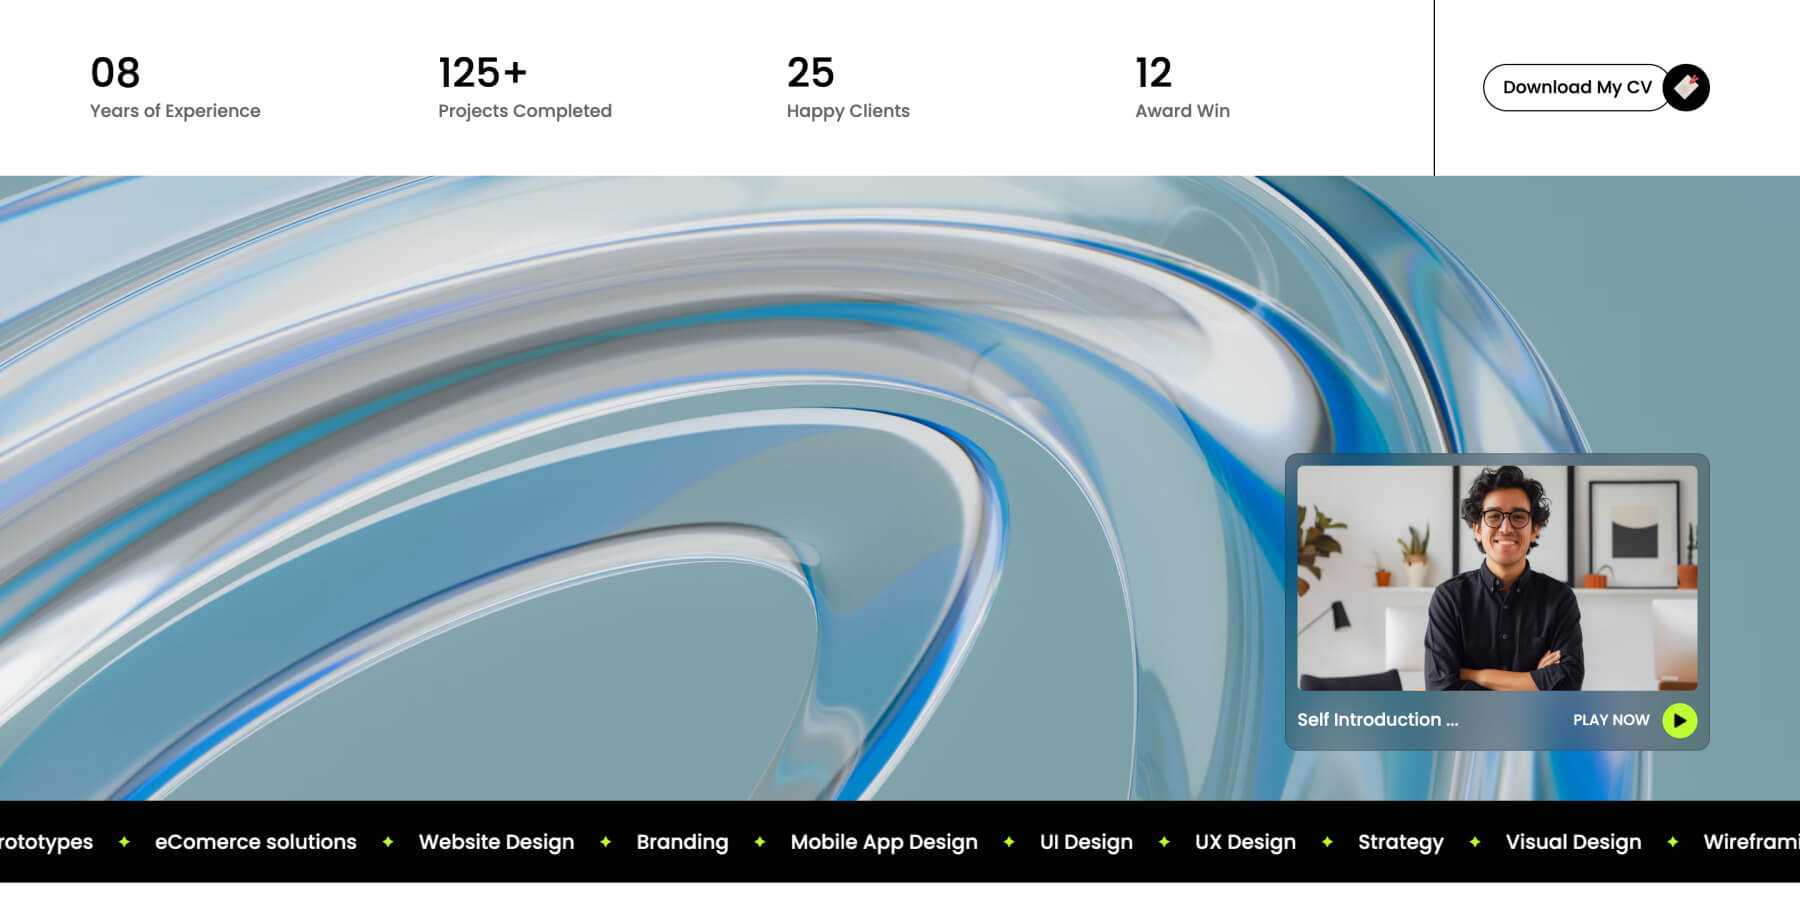 08
Years of Experience
125+
Projects Completed
25
Happy Clients
12
Award Win
Download My CV
Self Introduction ...
PLAY NOW
rototypes ✦ eComerce solutions ✦ Website Design ✦ Branding ✦ Mobile App Design ✦ UI Design ✦ UX Design ✦ Strategy ✦ Visual Design ✦ Wireframi